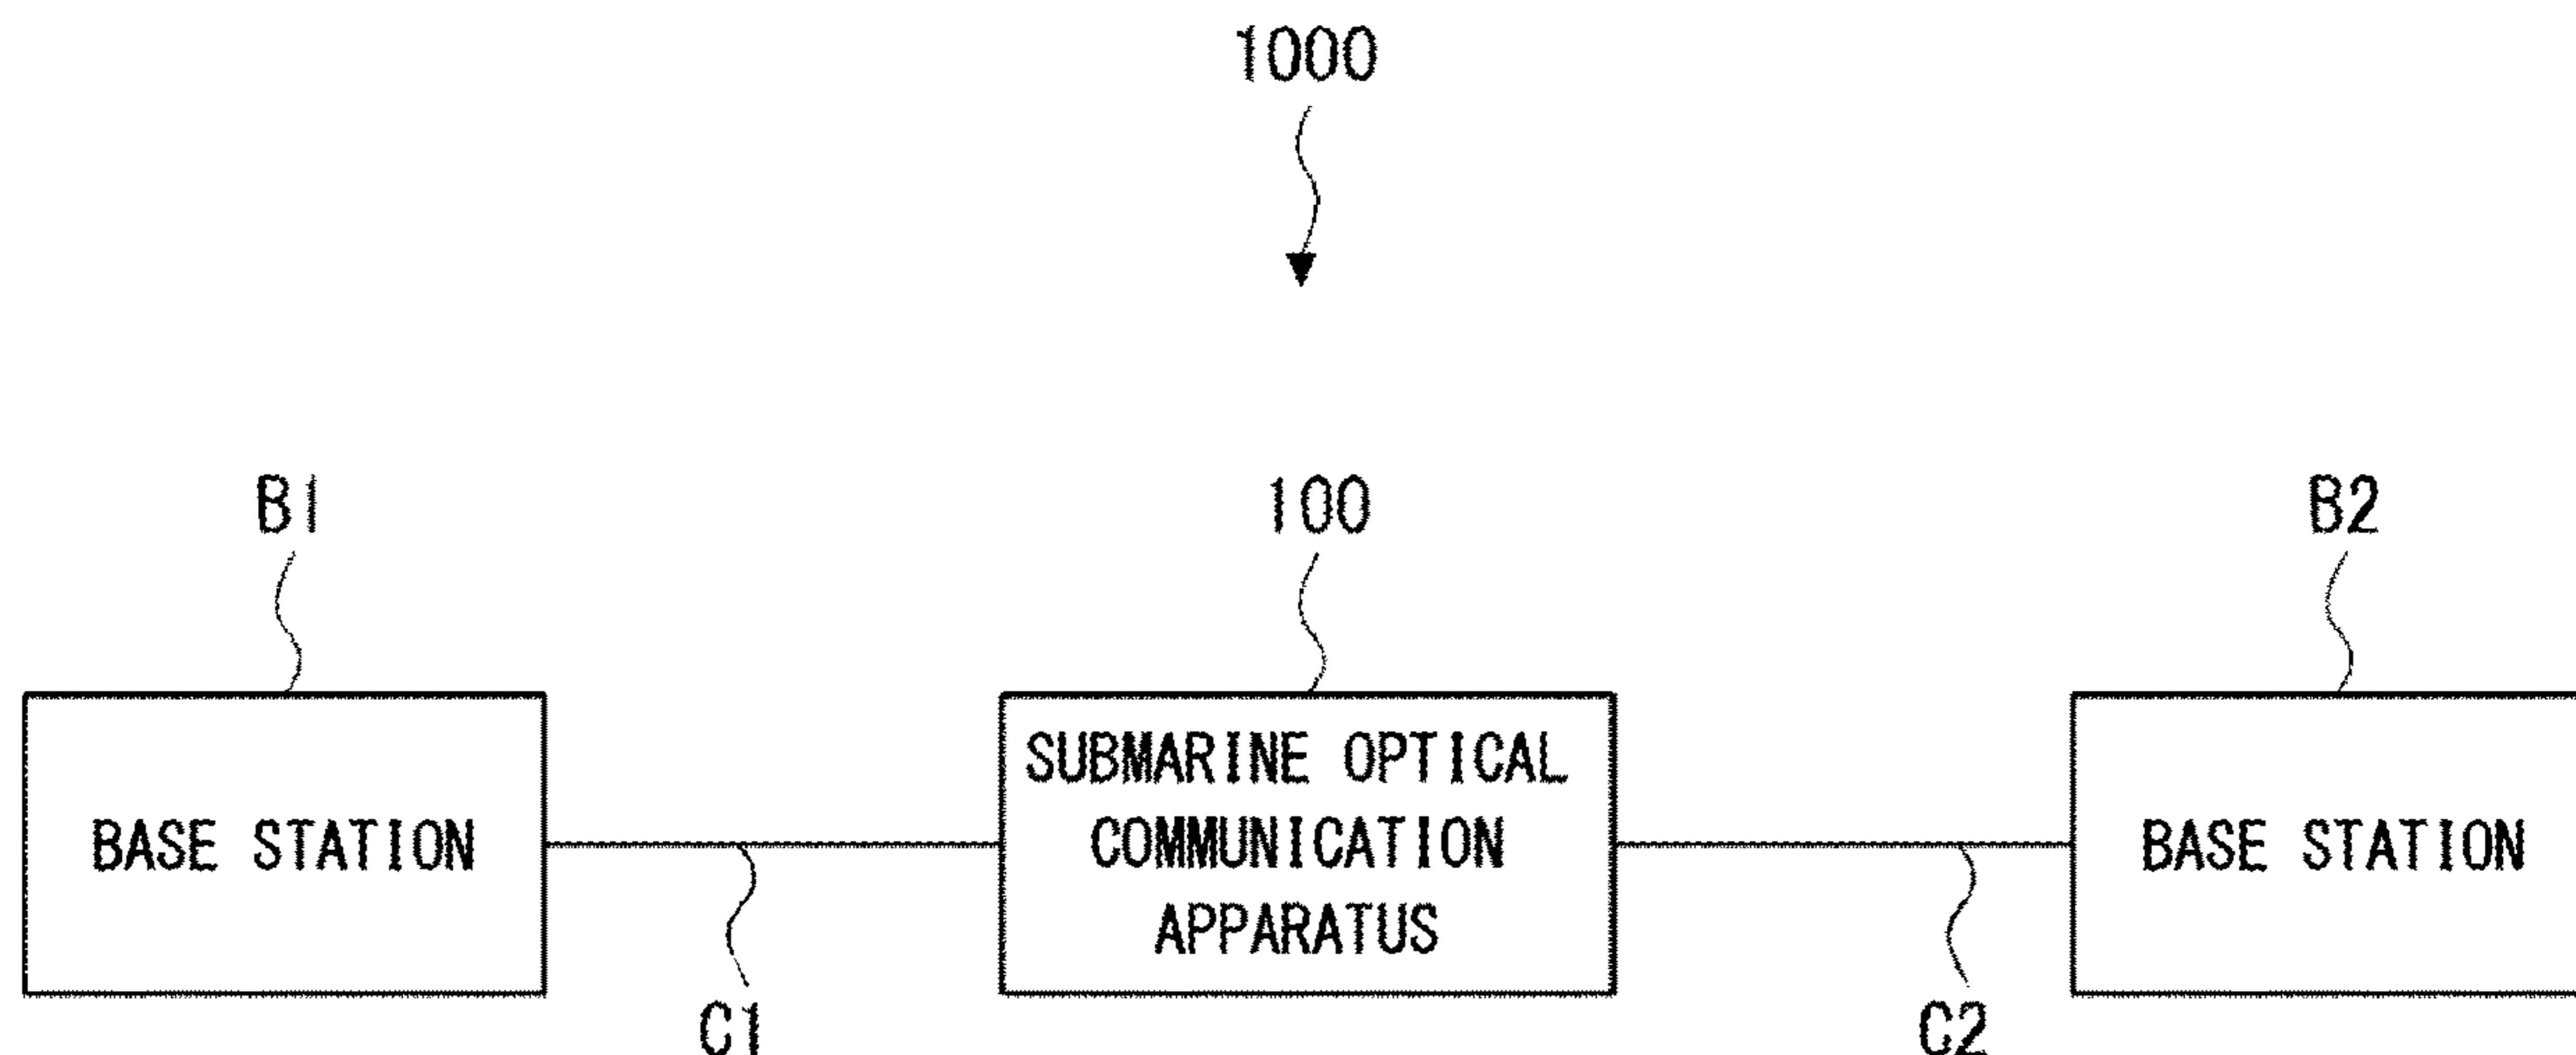 1000
B1
100
B2
BASE STATION
SUBMARINE OPTICAL
COMMUNICATION
APPARATUS
BASE STATION
C1
C2